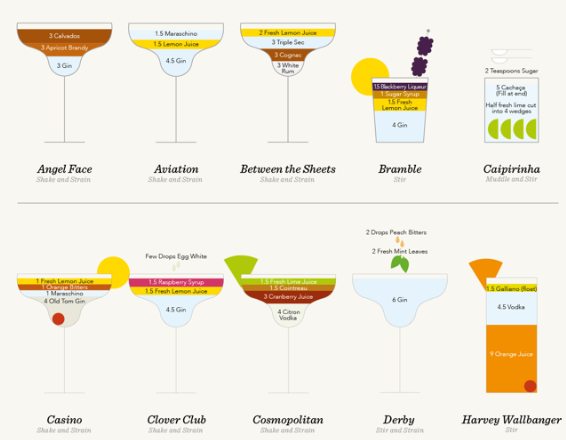 3 Calvados
3 Apricot Brandy
3 Gin
Angel Face
Shake and Strain
1.5 Maraschino
1.5 Lemon Juice
4.5 Gin
Aviation
Shake and Strain
2 Fresh Lemon Juice
3 Triple Sec
3 Cognac
3 White
Rum
Between the Sheets
Shake and Strain
1.5 Blackberry Liqueur
1 Sugar Syrup
1.5 Fresh
Lemon Juice
4 Gin
Bramble
Stir
2 Teaspoons Sugar
5 Cachaça
(Fill at end)
Half fresh lime cut
into 4 wedges
Caipirinha
Muddle and Stir
1 Fresh Lemon Juice
1 Orange Bitters
1 Maraschino
4 Old Tom Gin
Casino
Shake and Strain
Few Drops Egg White
1.5 Raspberry Syrup
1.5 Fresh Lemon Juice
4.5 Gin
Clover Club
Shake and Strain
1.5 Fresh Lime Juice
1.5 Cointreau
3 Cranberry Juice
4 Citron
Vodka
Cosmopolitan
Shake and Strain
2 Drops Peach Bitters
2 Fresh Mint Leaves
6 Gin
Derby
Stir and Strain
1.5 Galliano (float)
4.5 Vodka
9 Orange Juice
Harvey Wallbanger
Stir